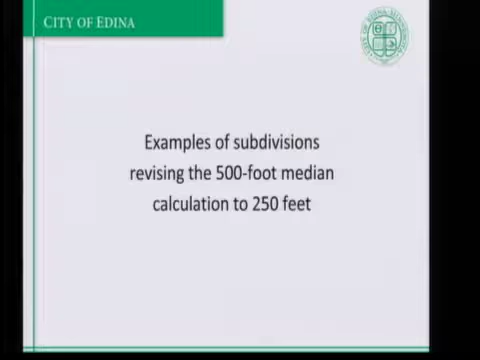 CITY OF EDINA
Examples of subdivisions
revising the 500-foot median
calculation to 250 feet